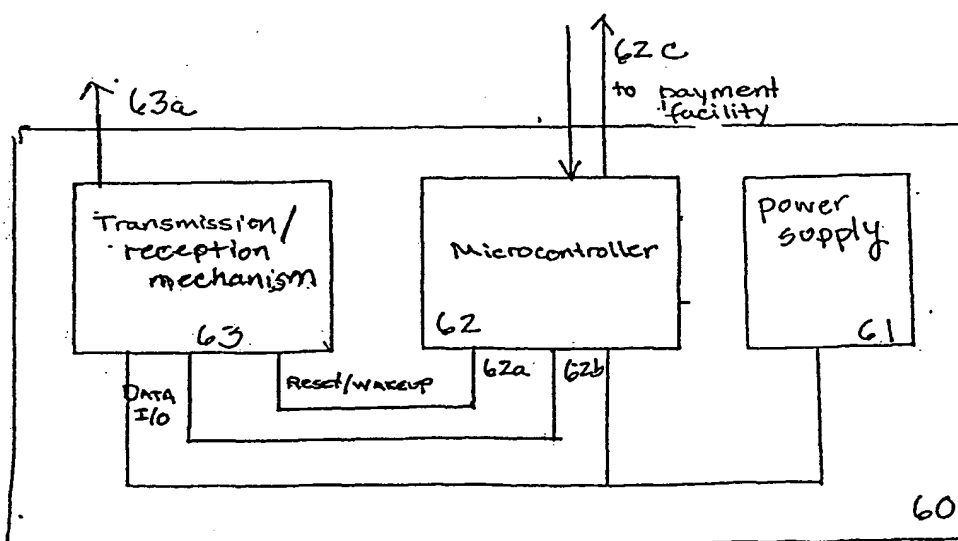 63a
62c
to payment
facility
Transmission/
reception
mechanism
63
Microcontroller
62
power
supply
61
DATA
I/O
Reset/WAKEUP
62a
62b
60